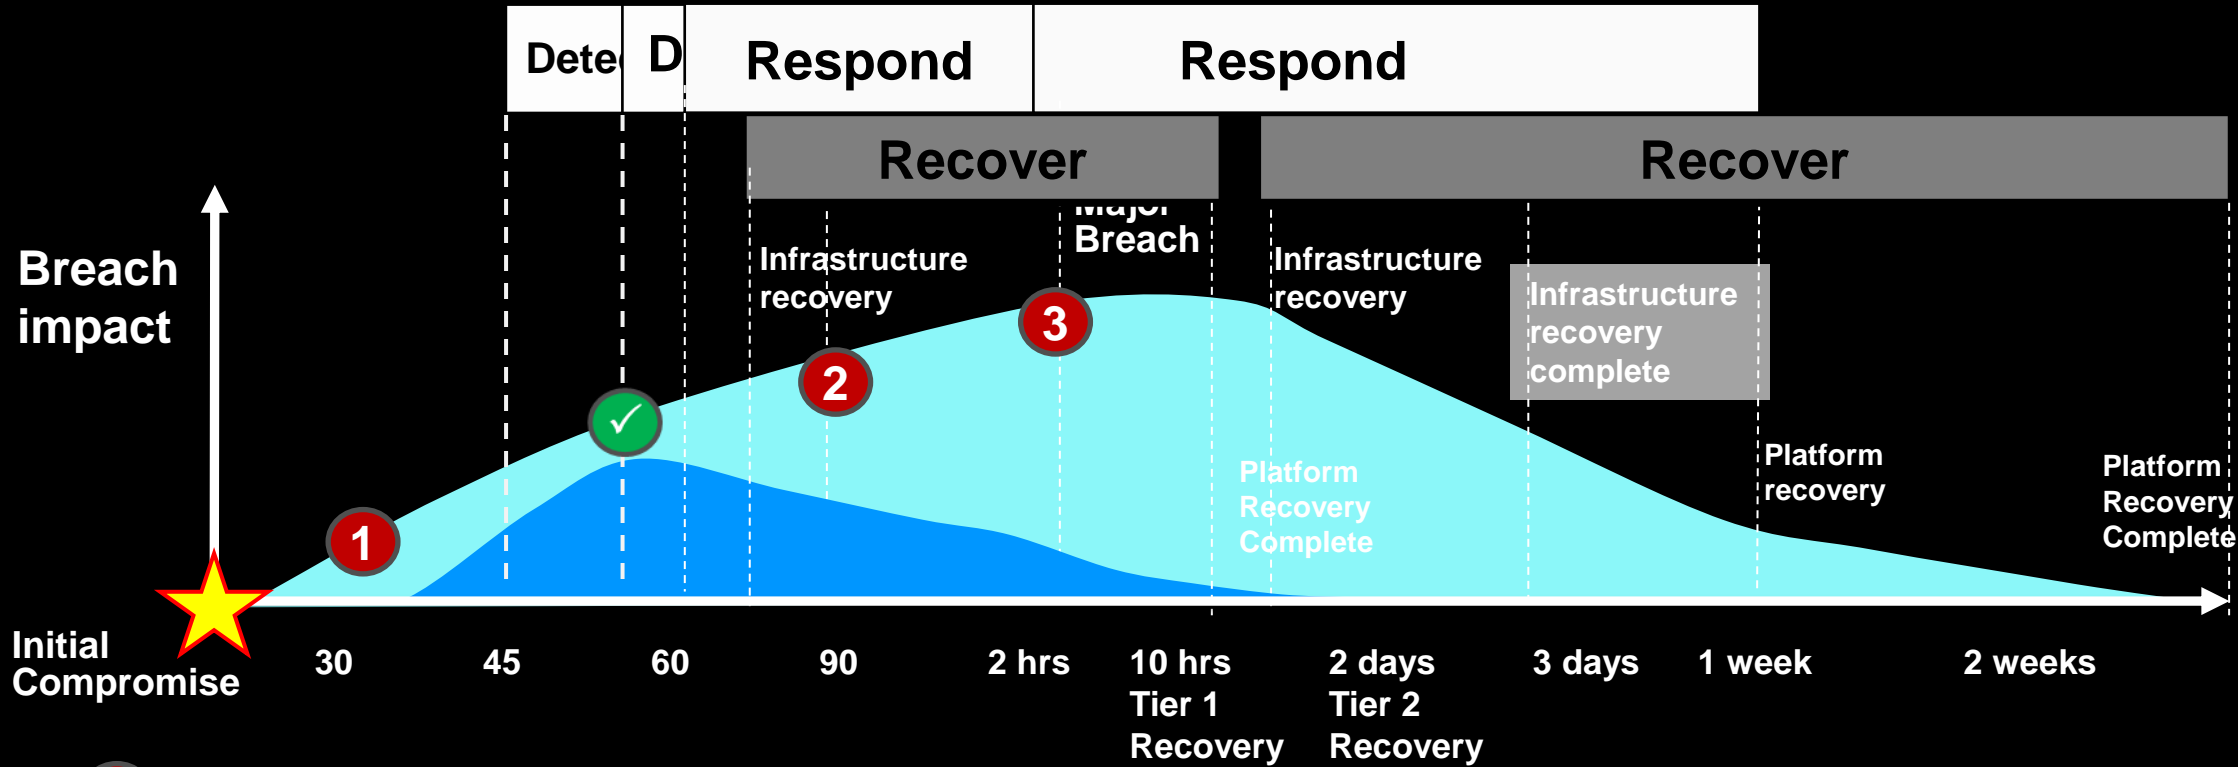 Dete
D
Respond
Respond
Recover
Recover
Major
Breach
Breach
impact
Infrastructure
recovery
Infrastructure
recovery
Infrastructure
recovery
complete
3
2
1
Platform
Recovery
Complete
Platform
recovery
Platform
Recovery
Complete
Initial
Compromise
30
45
60
90
2 hrs
10 hrs
Tier 1
Recovery
2 days
Tier 2
Recovery
3 days
1 week
2 weeks